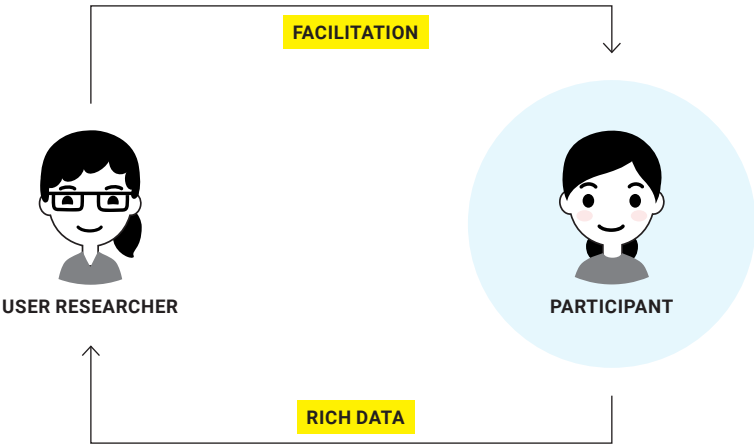 FACILITATION
USER RESEARCHER
PARTICIPANT
RICH DATA